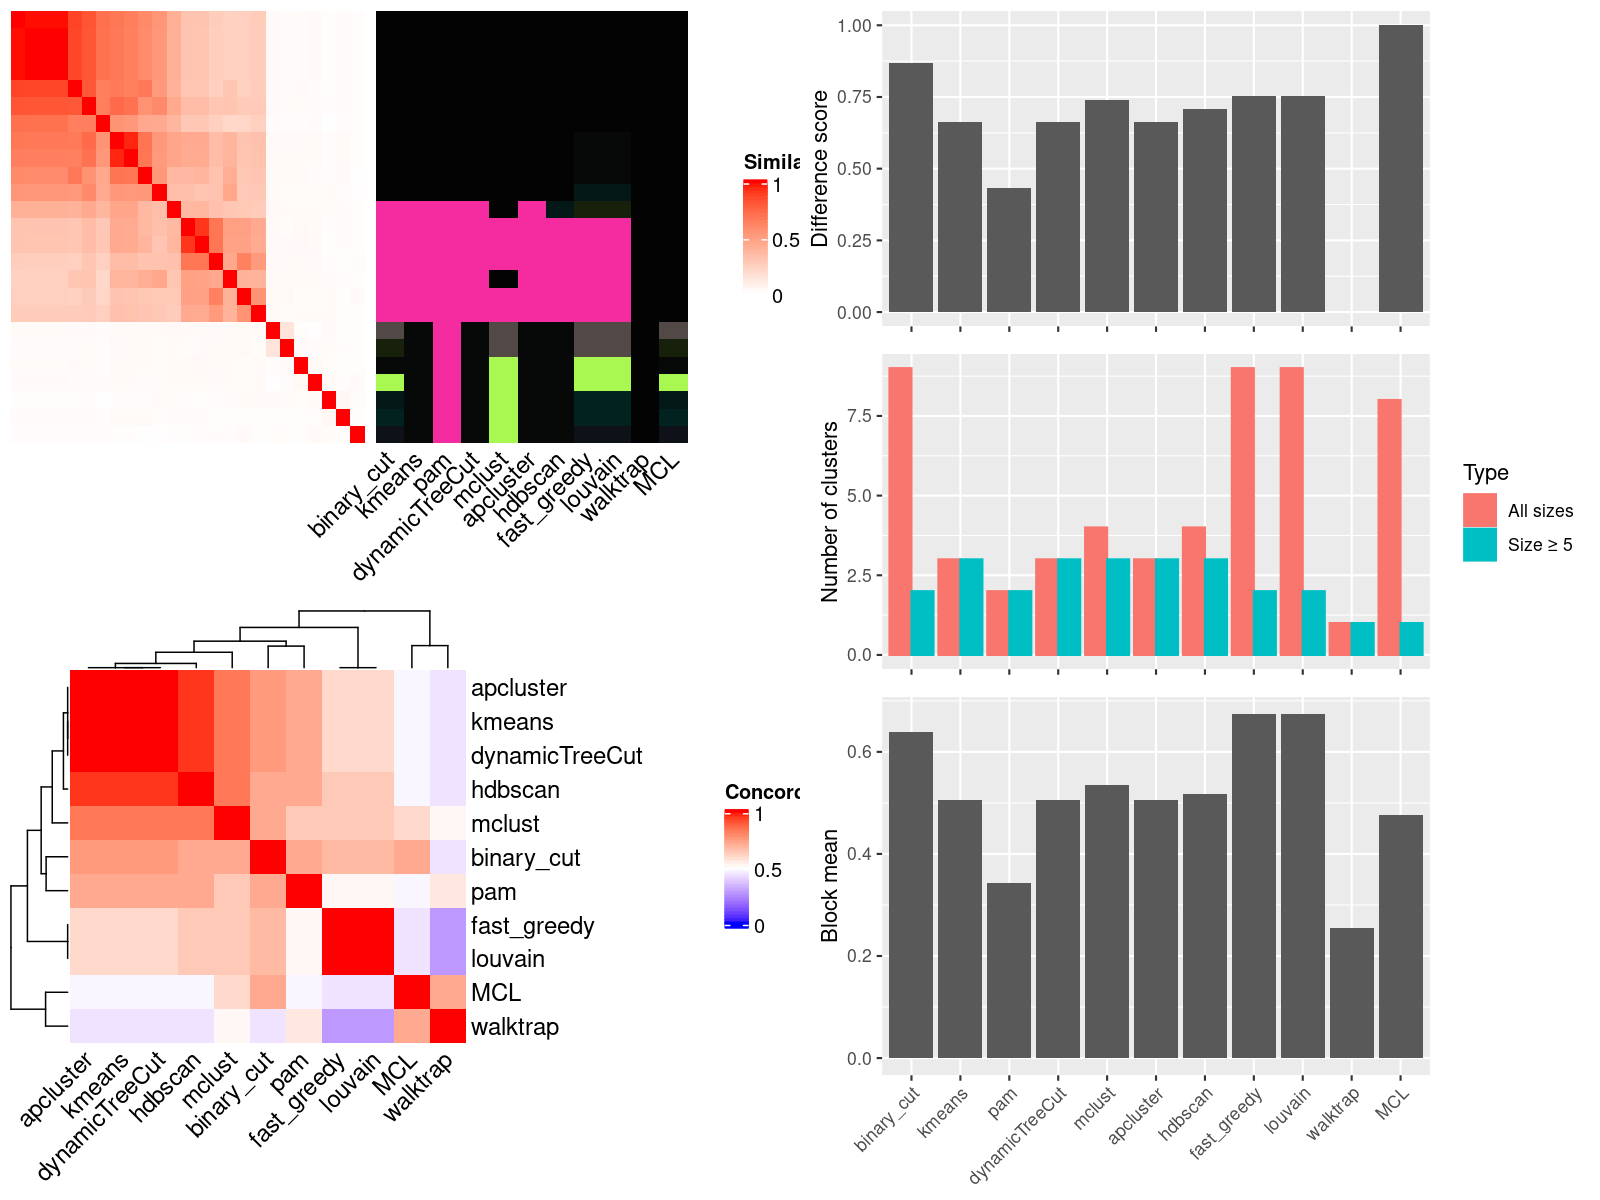 Simila
1
0.5
0
binary_cut
kmeans
pam
dynamicTreeCut
mclust
apcluster
hdbscan
fast_greedy
louvain
walktrap
MCL
apcluster
kmeans
dynamicTreeCut
hdbscan
mclust
binary_cut
pam
fast_greedy
louvain
MCL
walktrap
Concord
1
0.5
0
apcluster
kmeans
dynamicTreeCut
hdbscan
mclust
binary_cut
pam
fast_greedy
louvain
MCL
walktrap
Difference score
1.00
0.75
0.50
0.25
0.00
Number of clusters
7.5
5.0
2.5
0.0
Type
All sizes
Size ≥ 5
Block mean
0.6
0.4
0.2
0.0
binary_cut
kmeans
pam
dynamicTreeCut
mclust
apcluster
hdbscan
fast_greedy
louvain
walktrap
MCL